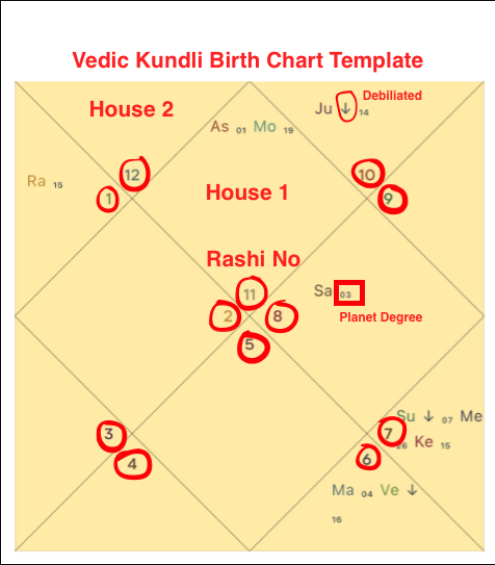 Vedic Kundli Birth Chart Template
House 2
Ju ↓ 14 Debiliated
As 01 Mo 19
Ra 15
12
10
1
9
House 1
Rashi No
11
Sa 03
2
8
Planet Degree
5
3
7
Su ↓ 07 Me
26 Ke 15
4
6
Ma 04 Ve ↓
16